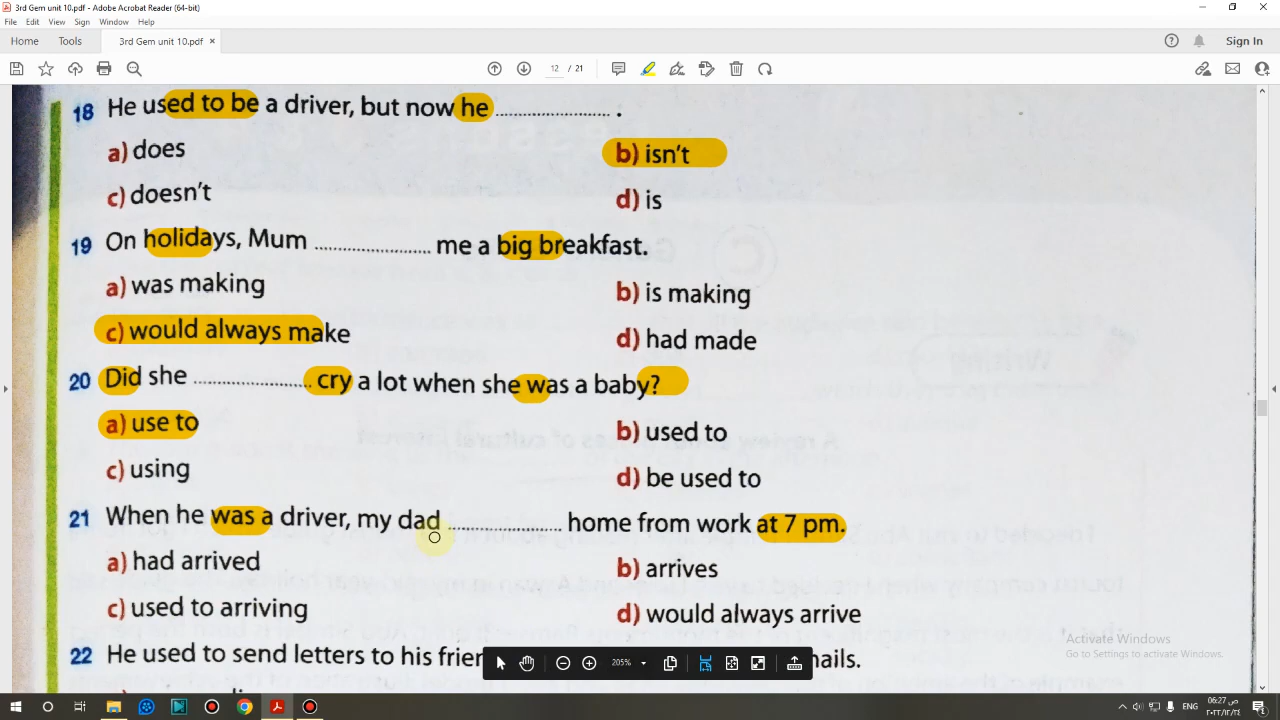 3rd Gem unit 10.pdf - Adobe Acrobat Reader (64-bit)
File Edit View Sign Window Help
Home Tools 3rd Gem unit 10.pdf × Sign In
12 / 21
18 He used to be a driver, but now he .................... .
a) does b) isn't
c) doesn't d) is
19 On holidays, Mum .................... me a big breakfast.
a) was making b) is making
c) would always make d) had made
20 Did she .................... cry a lot when she was a baby?
a) use to b) used to
c) using d) be used to
21 When he was a driver, my dad .................... home from work at 7 pm.
a) had arrived b) arrives
c) used to arriving d) would always arrive
22 He used to send letters to his
205%
Activate Windows
Go to Settings to activate Windows.
ENG
06:27 ص